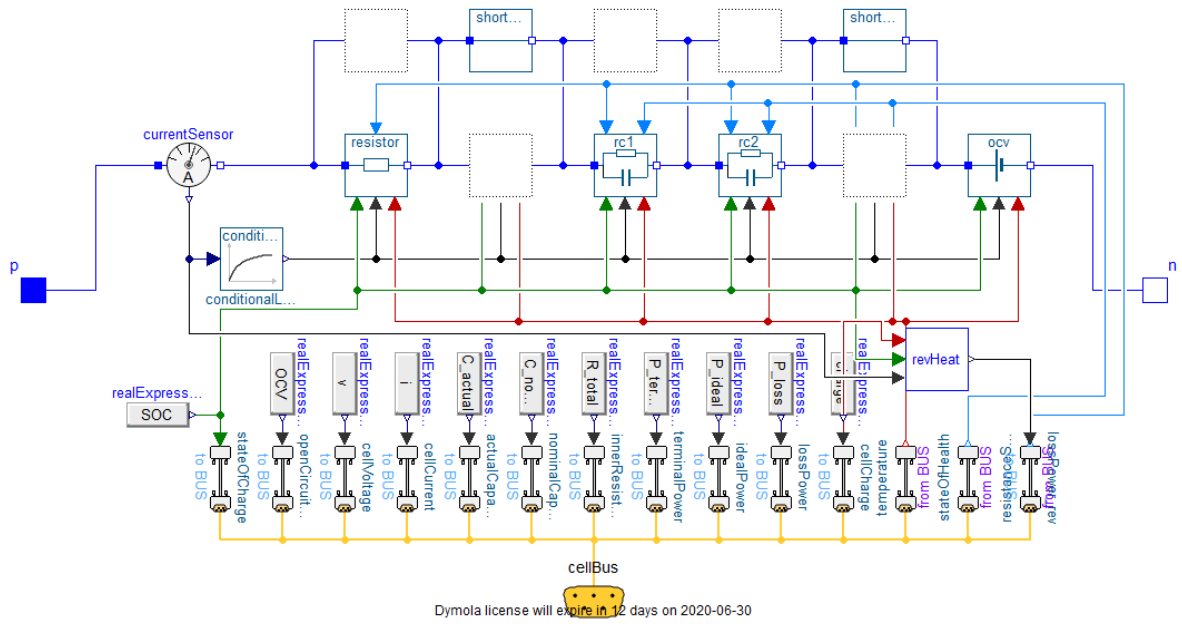 short...
short...
currentSensor
A
resistor
rc1
rc2
ocv
p
n
conditi...
conditionalL...
revHeat
realExpress...
SOC
realExpress...
OCV
realExpress...
v
realExpress...
i
realExpress...
C_actual
realExpress...
C_no...
realExpress...
R_total
realExpress...
P_ter...
realExpress...
P_ideal
realExpress...
P_loss
realExpress...
stateOfCharge
to BUS
openCircuit...
to BUS
cellVoltage
to BUS
cellCurrent
to BUS
actualCapa...
to BUS
nominalCap...
to BUS
innerResist...
to BUS
terminalPower
to BUS
idealPower
to BUS
lossPower
to BUS
cellCharge
to BUS
temperature
from BUS
stateOfHealth
from BUS
resistanceS...
from BUS
cellBus
Dymola license will expire in 12 days on 2020-06-30